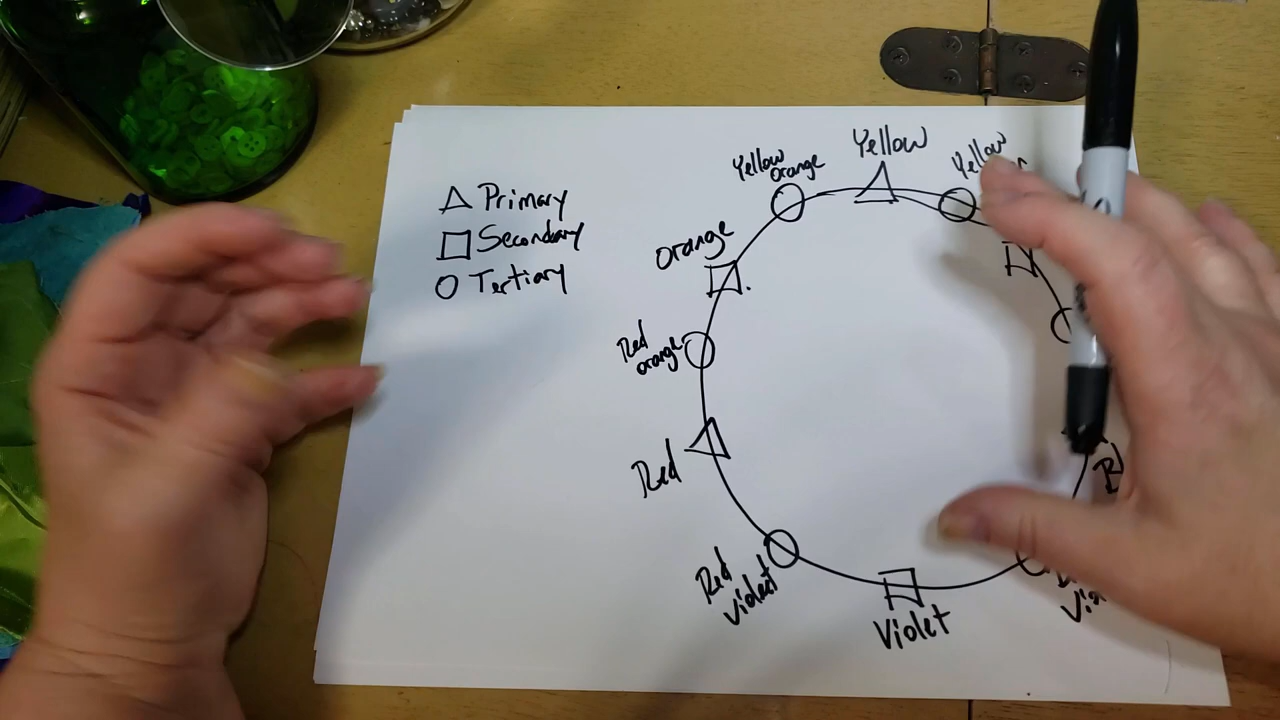 Primary
Secondary
Tertiary
Yellow
Yellow
orange
Yellow
orange
Red
orange
Red
Red
Violet
Violet